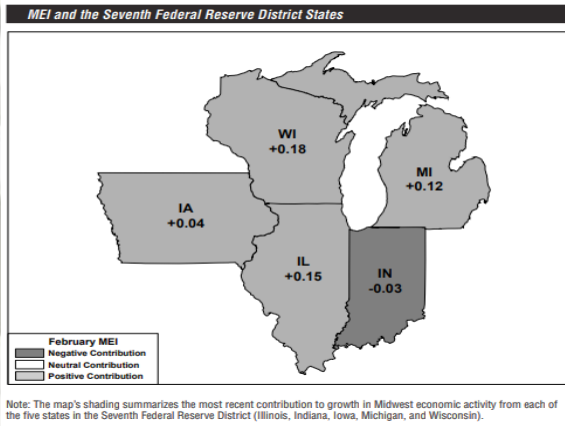 MEI and the Seventh Federal Reserve District States
WI
+0.18
MI
+0.12
IA
+0.04
IL
+0.15
IN
-0.03
February MEI
Negative Contribution
Neutral Contribution
Positive Contribution
Note: The map's shading summarizes the most recent contribution to growth in Midwest economic activity from each of
the five states in the Seventh Federal Reserve District (Illinois, Indiana, Iowa, Michigan, and Wisconsin).